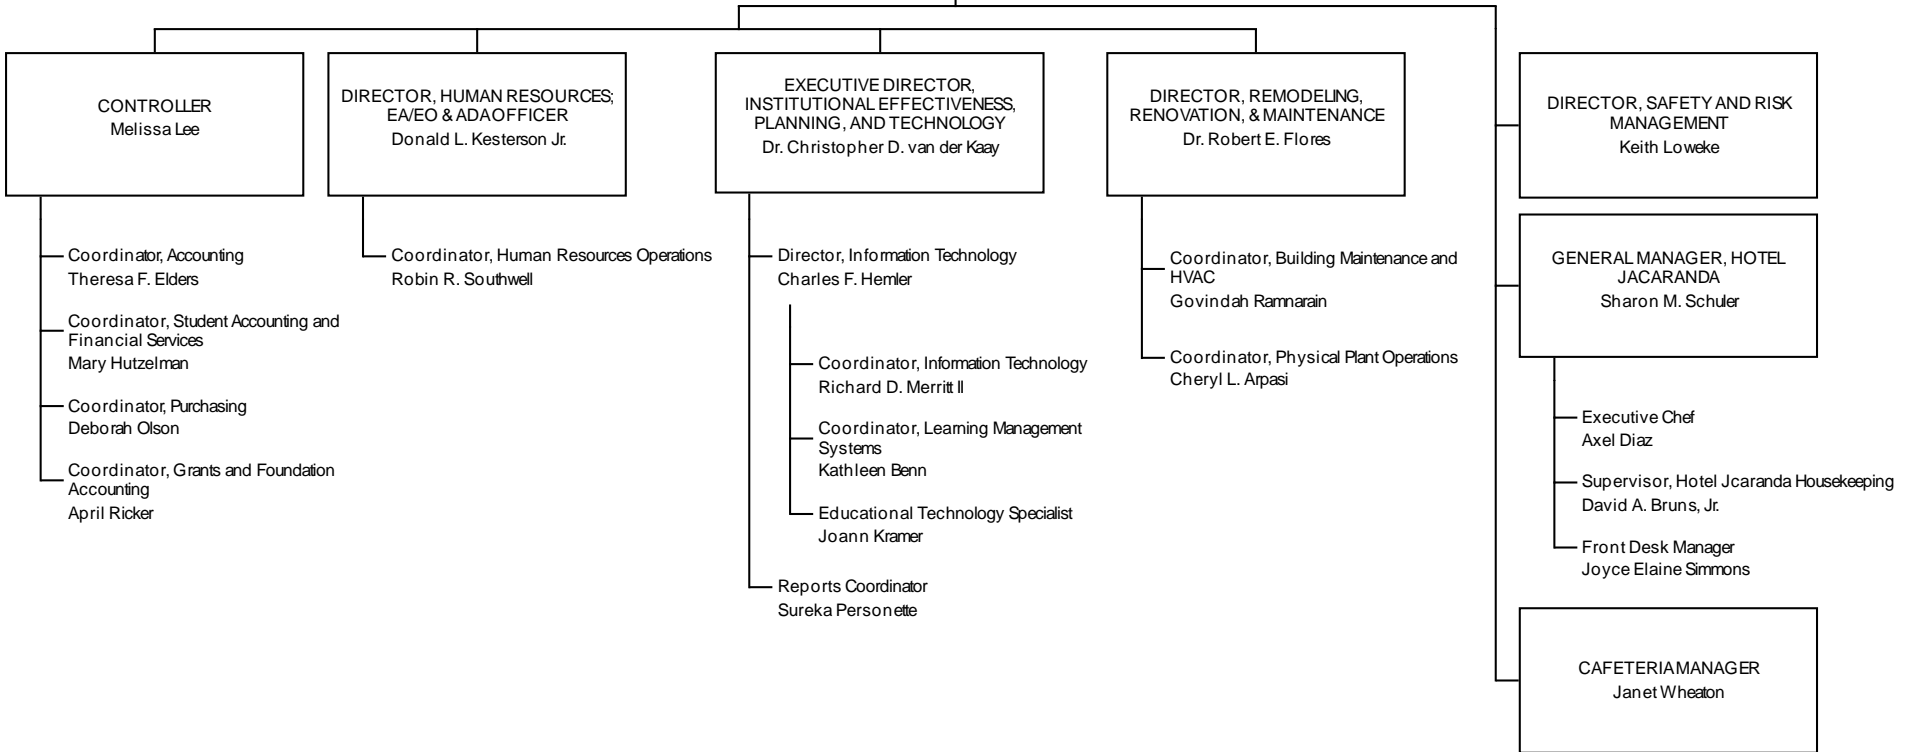 CONTROLLER
Melissa Lee
Coordinator, Accounting
Theresa F. Elders
Coordinator, Student Accounting and
Financial Services
Mary Hutzelman
Coordinator, Purchasing
Deborah Olson
Coordinator, Grants and Foundation
Accounting
April Ricker
DIRECTOR, HUMAN RESOURCES;
EA/EO & ADA OFFICER
Donald L. Kesterson Jr.
Coordinator, Human Resources Operations
Robin R. Southwell
EXECUTIVE DIRECTOR,
INSTITUTIONAL EFFECTIVENESS,
PLANNING, AND TECHNOLOGY
Dr. Christopher D. van der Kaay
Director, Information Technology
Charles F. Hemler
Coordinator, Information Technology
Richard D. Merritt II
Coordinator, Learning Management
Systems
Kathleen Benn
Educational Technology Specialist
Joann Kramer
Reports Coordinator
Sureka Personette
DIRECTOR, REMODELING,
RENOVATION, & MAINTENANCE
Dr. Robert E. Flores
Coordinator, Building Maintenance and
HVAC
Govindah Ramnarain
Coordinator, Physical Plant Operations
Cheryl L. Arpasi
DIRECTOR, SAFETY AND RISK
MANAGEMENT
Keith Loweke
GENERAL MANAGER, HOTEL
JACARANDA
Sharon M. Schuler
Executive Chef
Axel Diaz
Supervisor, Hotel Jcaranda Housekeeping
David A. Bruns, Jr.
Front Desk Manager
Joyce Elaine Simmons
CAFETERIA MANAGER
Janet Wheaton